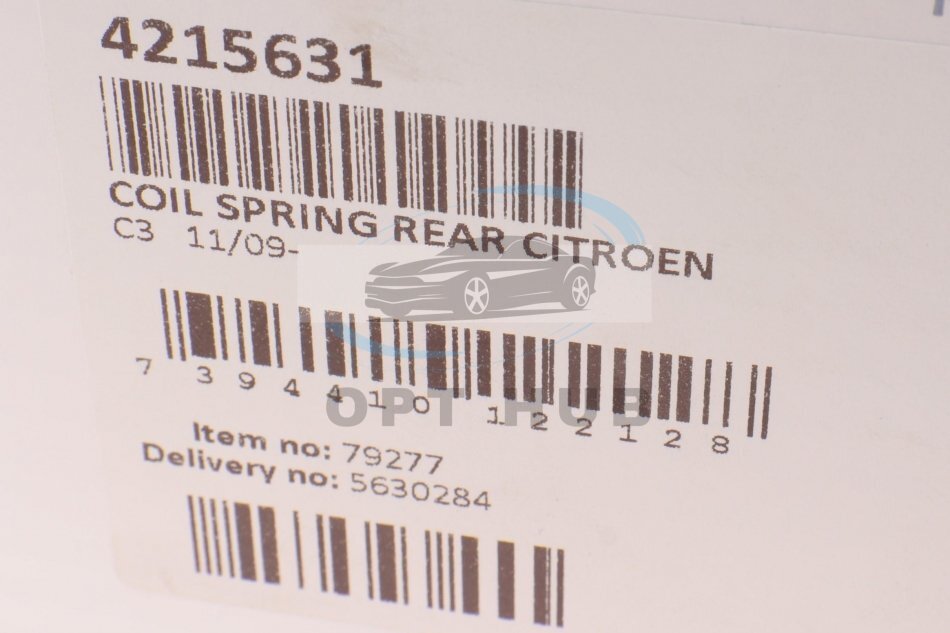 4215631
COIL SPRING REAR CITROEN
C3 11/09-
7 394410 122128
OPT HUB
Item no: 79277
Delivery no: 5630284